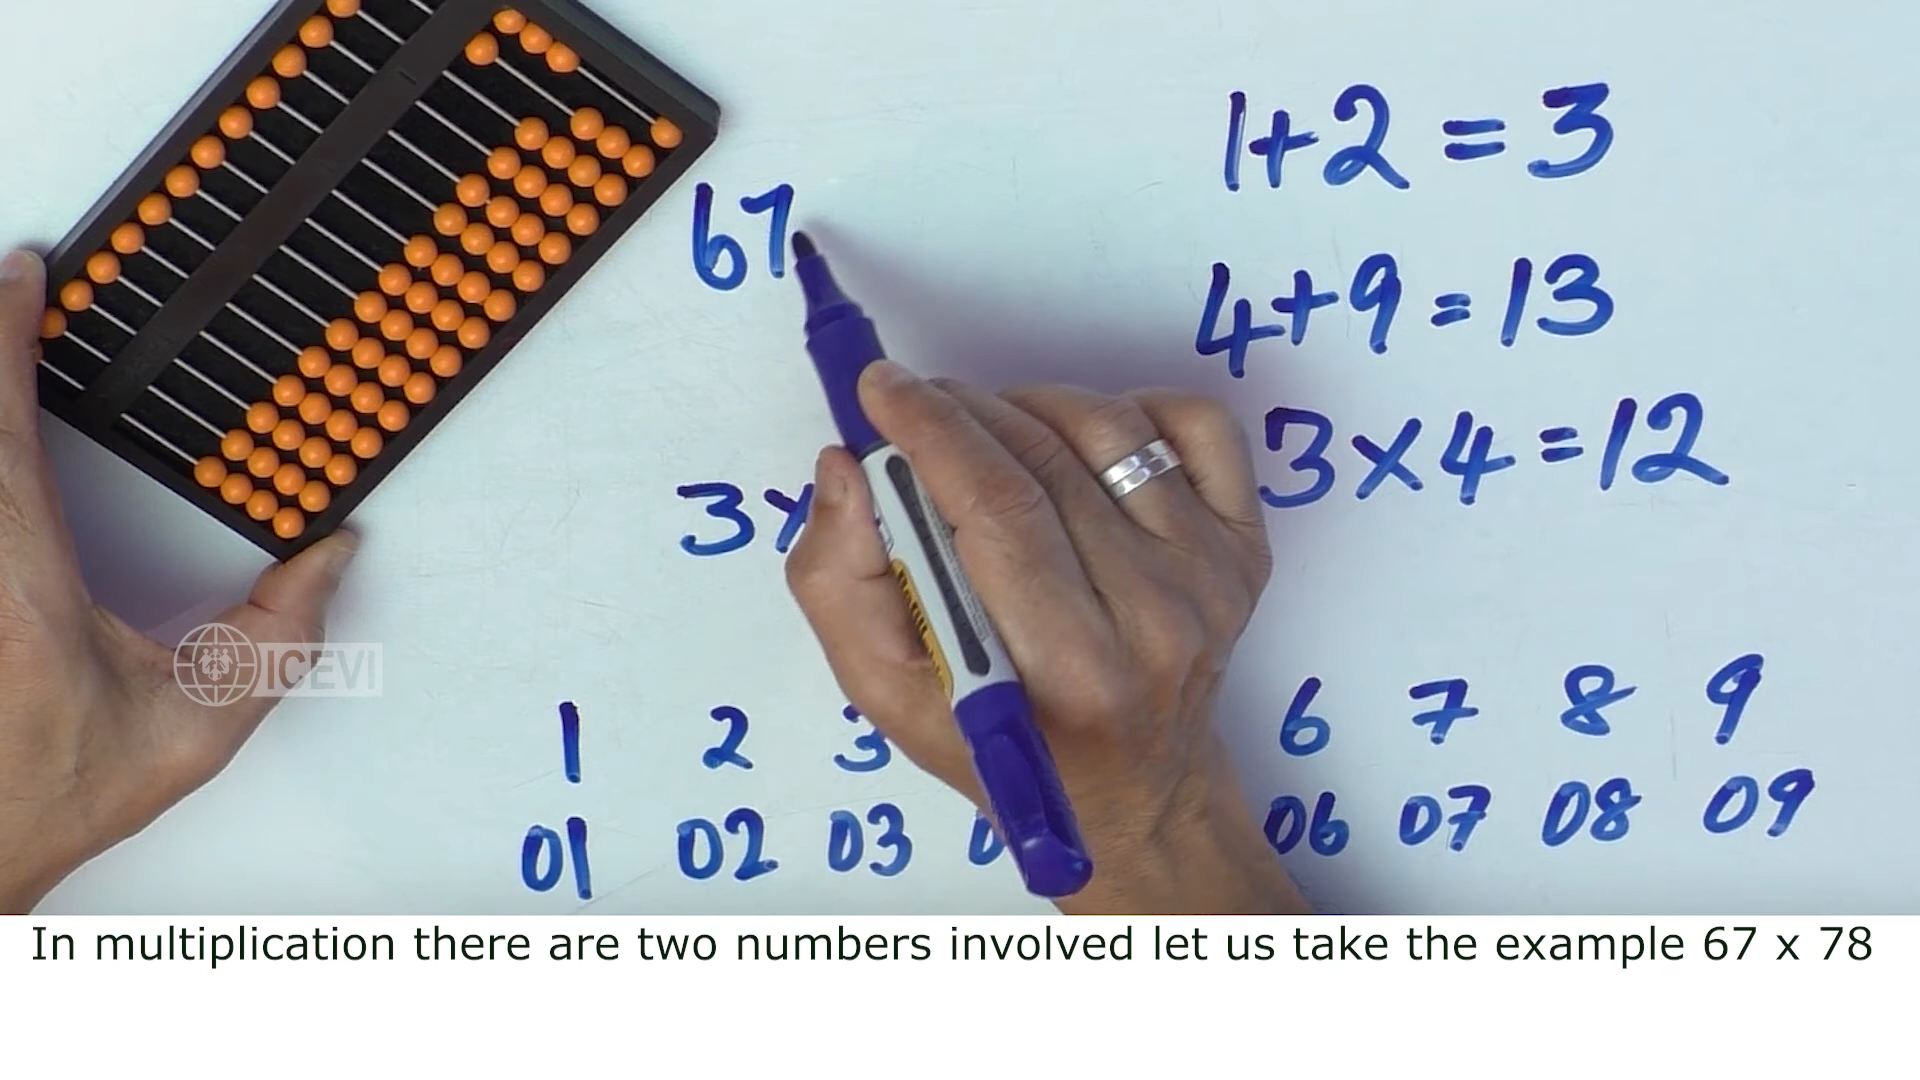 1+2=3
67
4+9=13
3×4=12
3×
ICEVI
1 2 3 6 7 8 9
01 02 03 0 06 07 08 09
In multiplication there are two numbers involved let us take the example 67 x 78